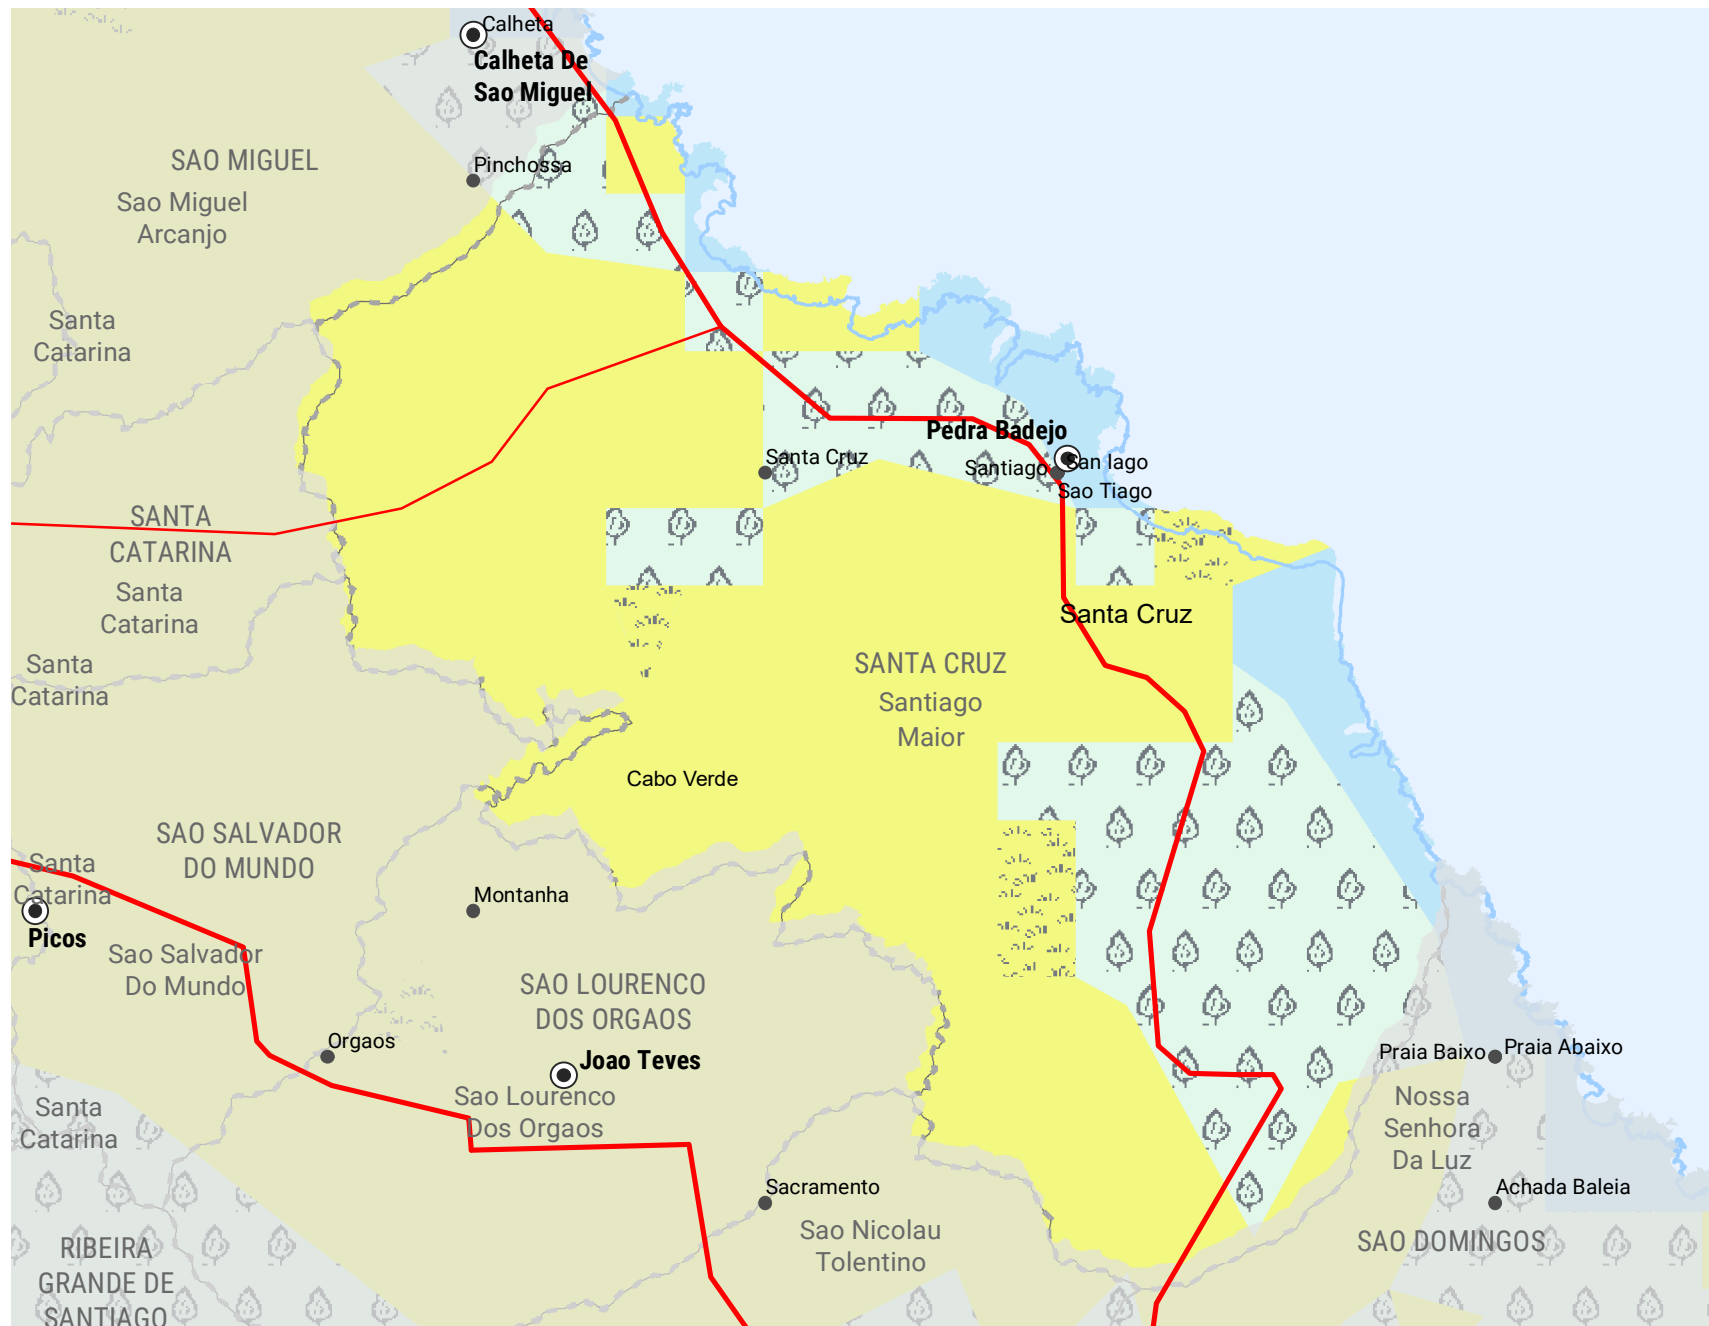 Calheta
Calheta De
Sao Miguel
Pinchossa
SAO MIGUEL
Sao Miguel
Arcanjo
Santa
Catarina
Pedra Badejo
Santa Cruz
Santiago
San Iago
Sao Tiago
SANTA
CATARINA
Santa
Catarina
Santa Cruz
Santa
Catarina
SANTA CRUZ
Santiago
Maior
Cabo Verde
SAO SALVADOR
DO MUNDO
Santa
Catarina
Montanha
Picos
Sao Salvador
Do Mundo
SAO LOURENCO
DOS ORGAOS
Orgaos
Joao Teves
Praia Baixo
Praia Abaixo
Sao Lourenco
Dos Orgaos
Santa
Catarina
Nossa
Senhora
Da Luz
Sacramento
Achada Baleia
Sao Nicolau
Tolentino
SAO DOMINGOS
RIBEIRA
GRANDE DE
SANTIAGO